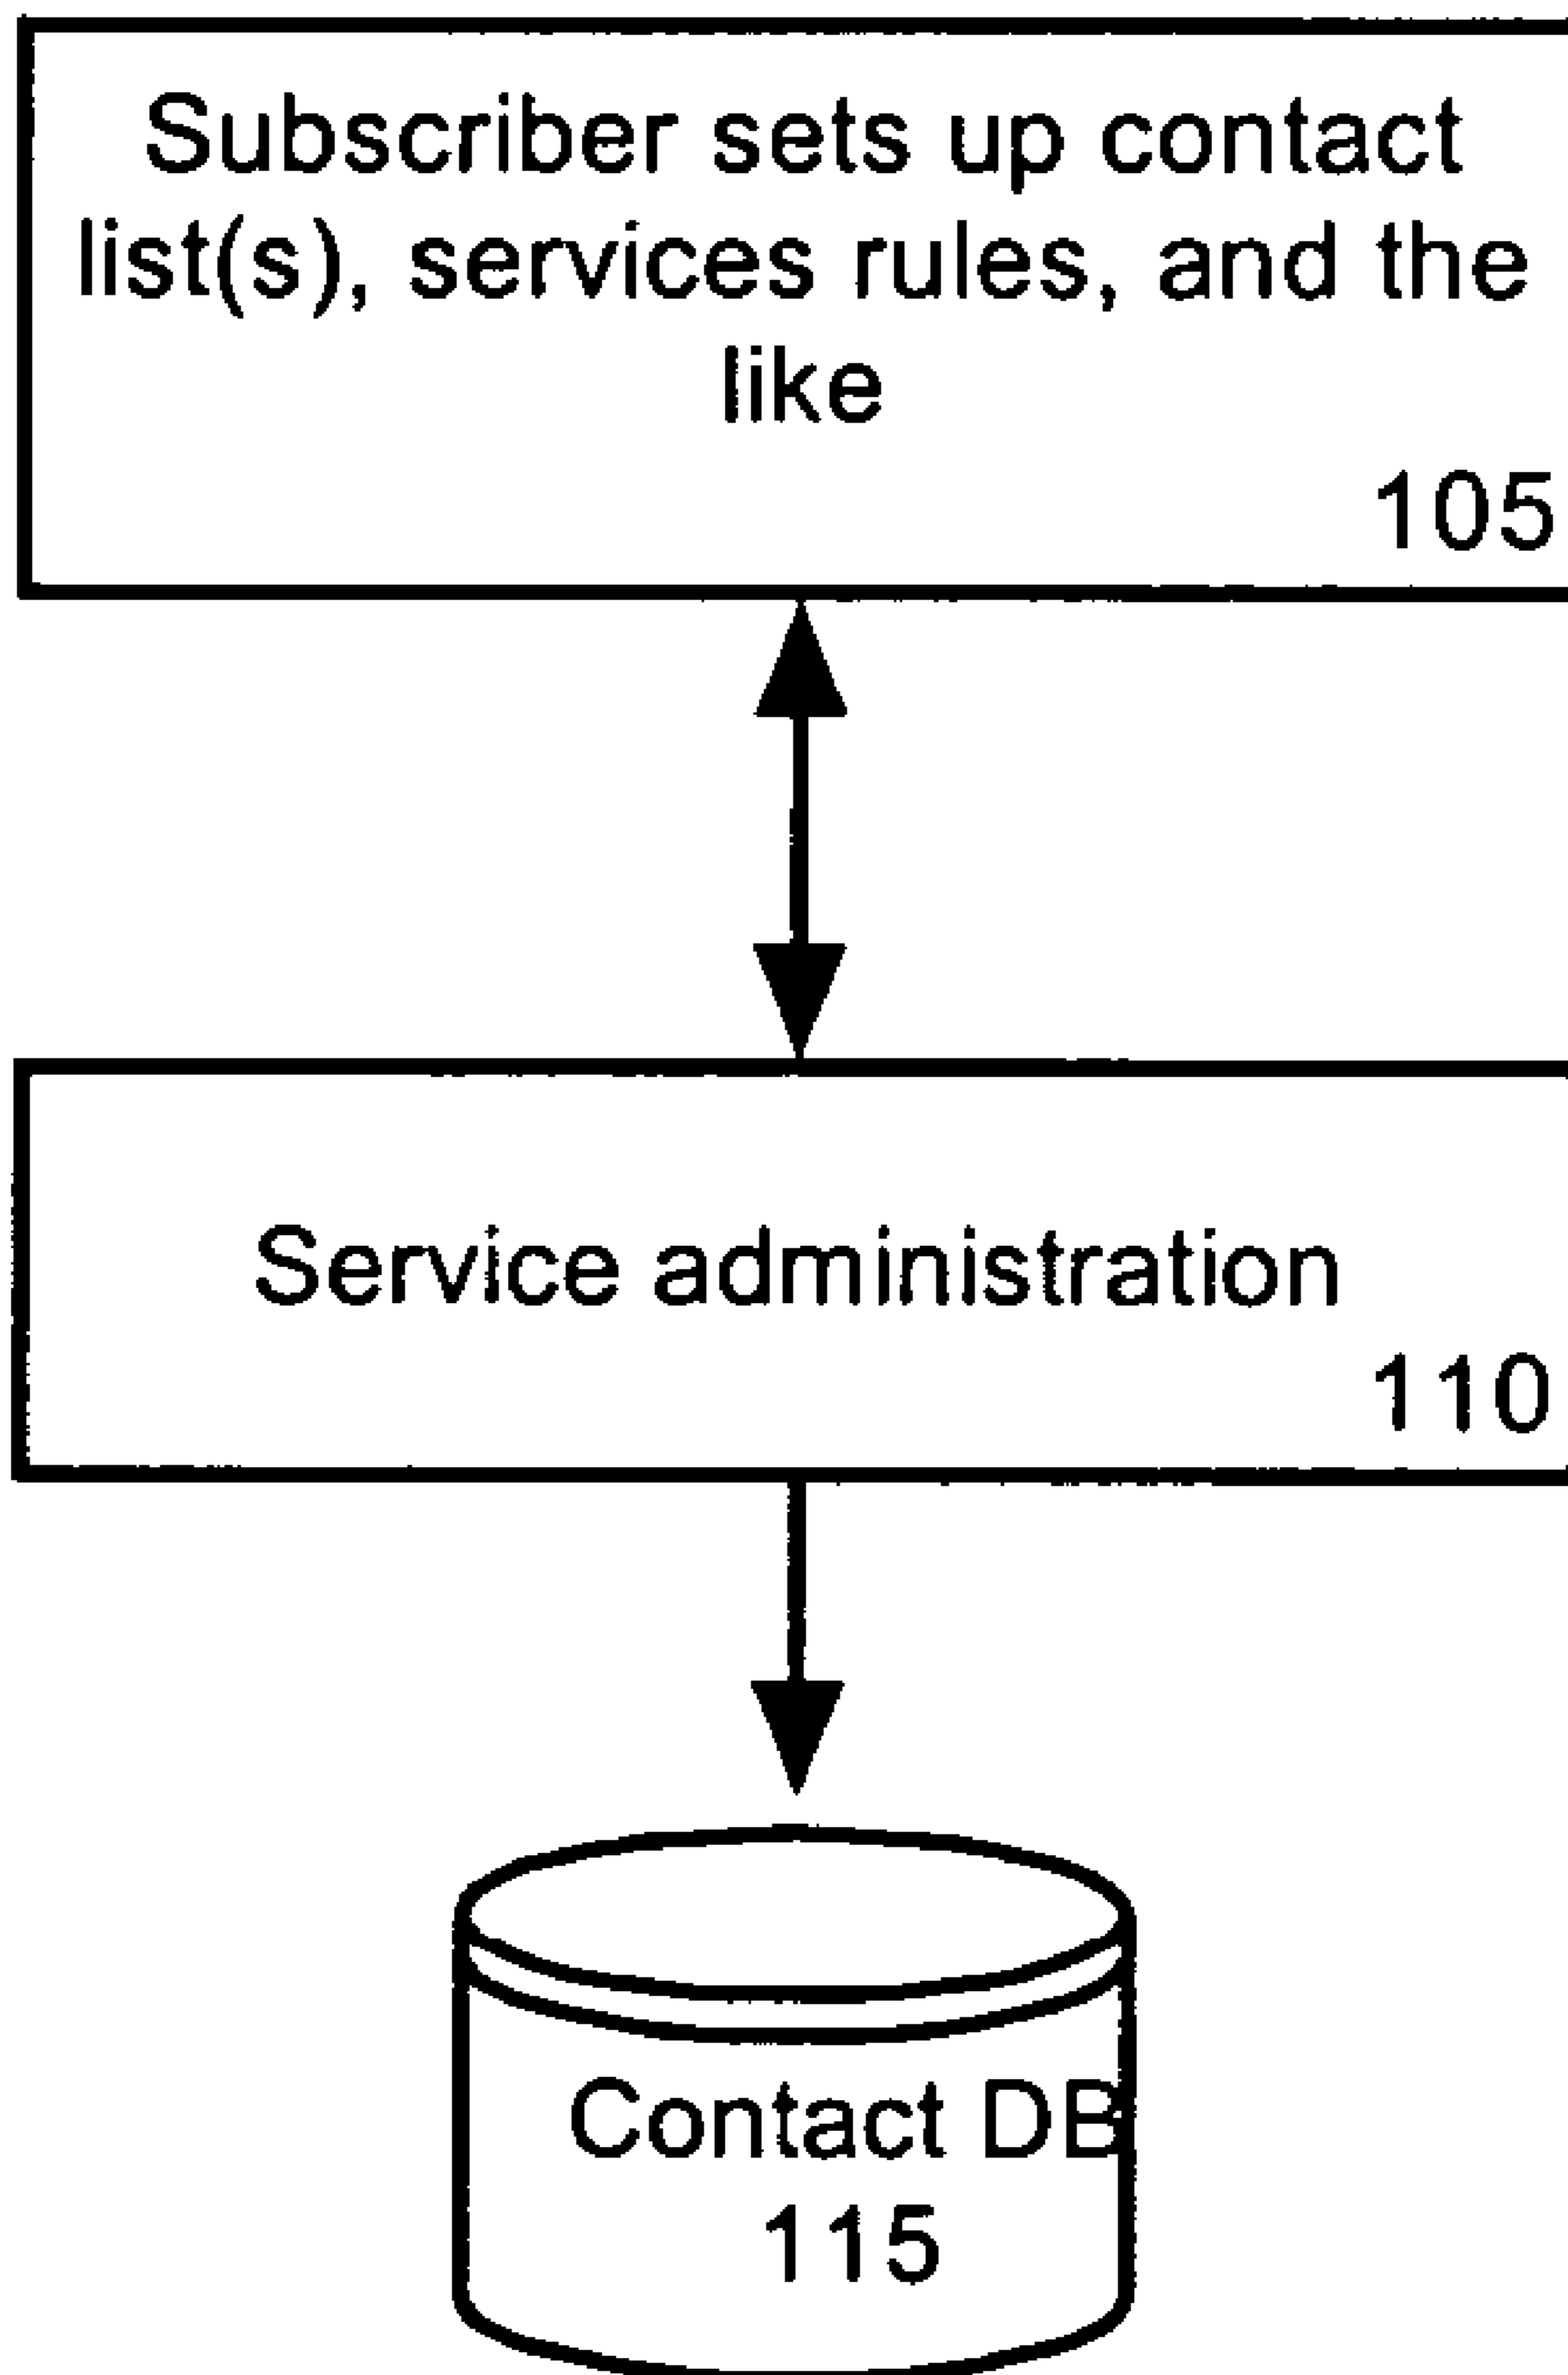 Subscriber sets up contact
list(s), services rules, and the
like
105
Service administration
110
Contact DB
115